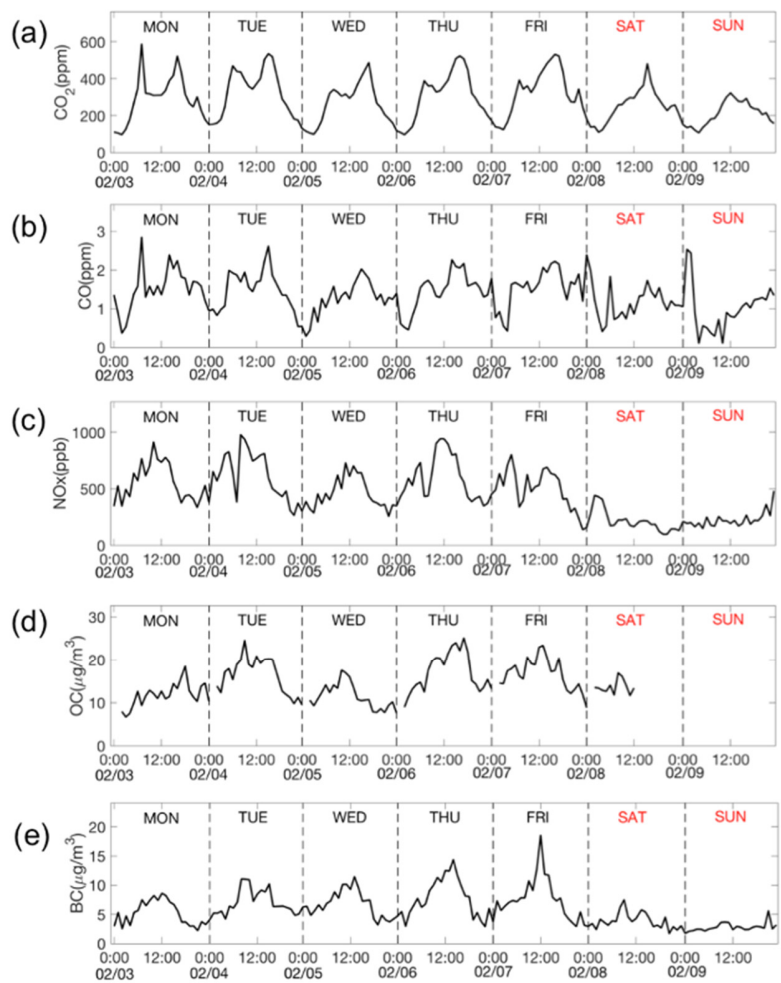 (a)
MON TUE WED THU FRI SAT SUN
CO2(ppm)
600
400
200
0
0:00 12:00 0:00 12:00 0:00 12:00 0:00 12:00 0:00 12:00 0:00 12:00 0:00 12:00
02/03 02/04 02/05 02/06 02/07 02/08 02/09
(b)
MON TUE WED THU FRI SAT SUN
CO(ppm)
3
2
1
0
0:00 12:00 0:00 12:00 0:00 12:00 0:00 12:00 0:00 12:00 0:00 12:00 0:00 12:00
02/03 02/04 02/05 02/06 02/07 02/08 02/09
(c)
MON TUE WED THU FRI SAT SUN
NOx(ppb)
1000
500
0
0:00 12:00 0:00 12:00 0:00 12:00 0:00 12:00 0:00 12:00 0:00 12:00 0:00 12:00
02/03 02/04 02/05 02/06 02/07 02/08 02/09
(d)
MON TUE WED THU FRI SAT SUN
OC(μg/m³)
30
20
10
0
0:00 12:00 0:00 12:00 0:00 12:00 0:00 12:00 0:00 12:00 0:00 12:00 0:00 12:00
02/03 02/04 02/05 02/06 02/07 02/08 02/09
(e)
MON TUE WED THU FRI SAT SUN
BC(μg/m³)
20
15
10
5
0
0:00 12:00 0:00 12:00 0:00 12:00 0:00 12:00 0:00 12:00 0:00 12:00 0:00 12:00
02/03 02/04 02/05 02/06 02/07 02/08 02/09